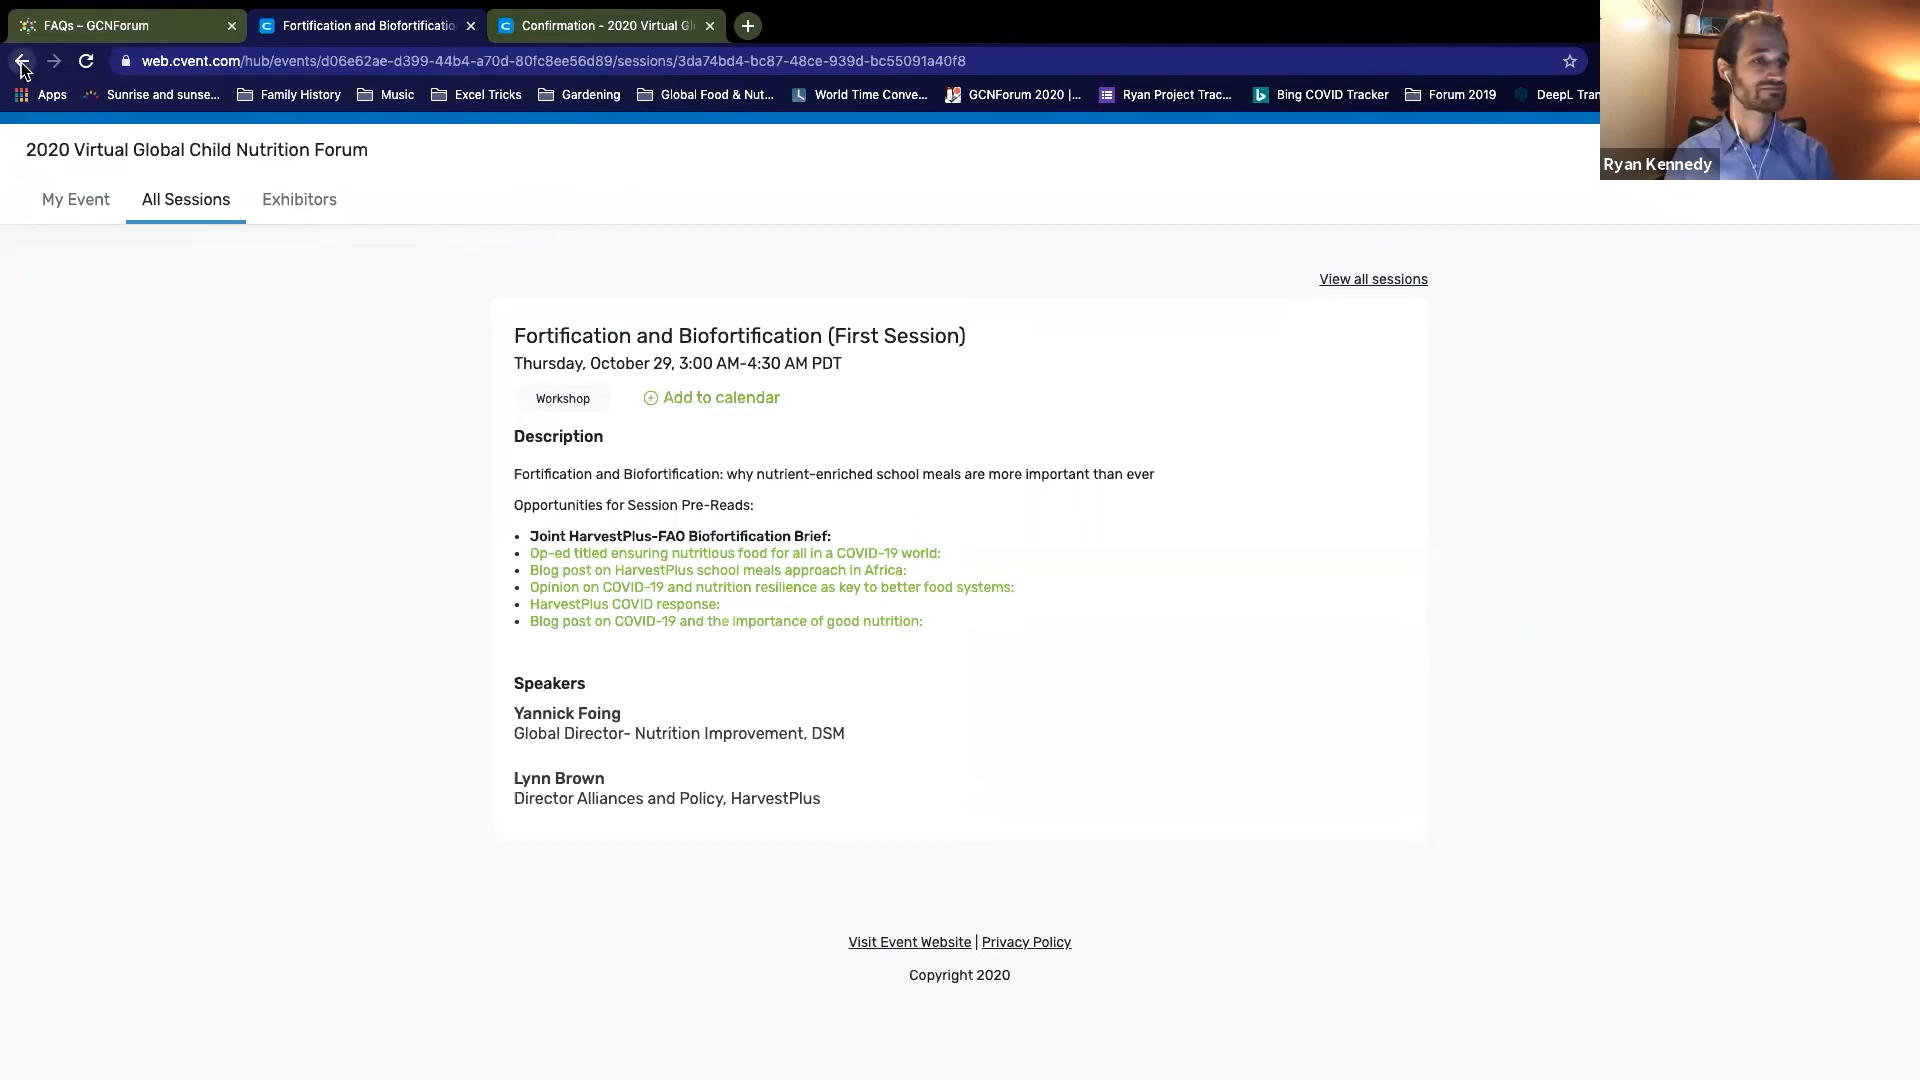 FAQs – GCNForum
Fortification and Biofortificatio
Confirmation - 2020 Virtual Gl
web.cvent.com/hub/events/d06e62ae-d399-44b4-a70d-80fc8ee56d89/sessions/3da74bd4-bc87-48ce-939d-bc55091a40f8
Apps Sunrise and sunse... Family History Music Excel Tricks Gardening Global Food & Nut... World Time Conve... GCNForum 2020 |... Ryan Project Trac... Bing COVID Tracker Forum 2019 DeepL Tran
Ryan Kennedy
2020 Virtual Global Child Nutrition Forum
My Event All Sessions Exhibitors
View all sessions
Fortification and Biofortification (First Session)
Thursday, October 29, 3:00 AM-4:30 AM PDT
Workshop Add to calendar
Description
Fortification and Biofortification: why nutrient-enriched school meals are more important than ever
Opportunities for Session Pre-Reads:
• Joint HarvestPlus-FAO Biofortification Brief:
• Op-ed titled ensuring nutritious food for all in a COVID-19 world:
• Blog post on HarvestPlus school meals approach in Africa:
• Opinion on COVID-19 and nutrition resilience as key to better food systems:
• HarvestPlus COVID response:
• Blog post on COVID-19 and the importance of good nutrition:
Speakers
Yannick Foing
Global Director- Nutrition Improvement, DSM
Lynn Brown
Director Alliances and Policy, HarvestPlus
Visit Event Website | Privacy Policy
Copyright 2020